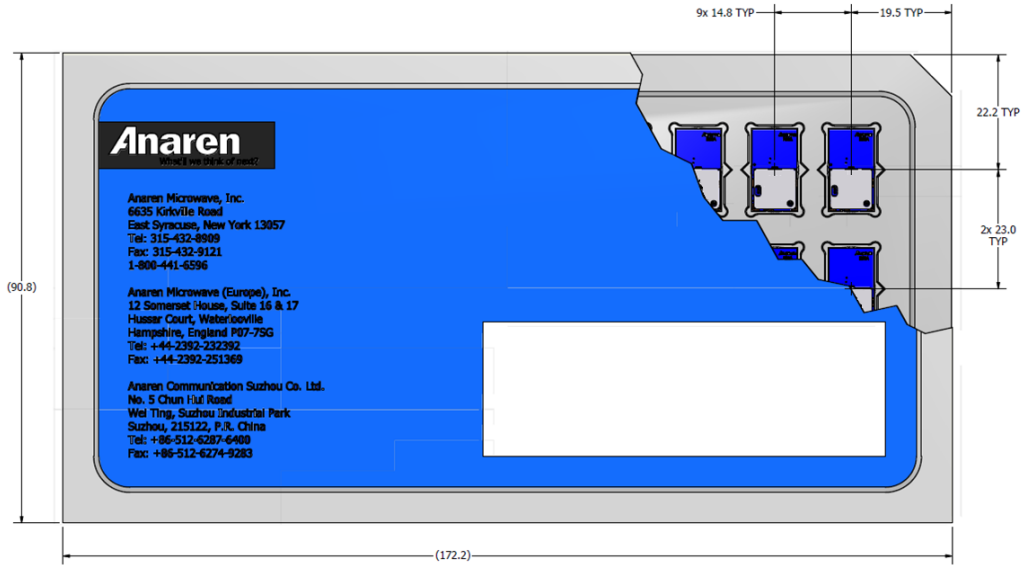 9x 14.8 TYP
19.5 TYP
22.2 TYP
2x 23.0
TYP
(90.8)
(172.2)
Anaren
What'll we think of next?
Anaren Microwave, Inc.
6635 Kirkville Road
East Syracuse, New York 13057
Tel: 315-432-8909
Fax: 315-432-9121
1-800-441-6596
Anaren Microwave (Europe), Inc.
12 Somerset House, Suite 16 & 17
Hussar Court, Waterlooville
Hampshire, England P07-7SG
Tel: +44-2392-232392
Fax: +44-2392-251369
Anaren Communication Suzhou Co. Ltd.
No. 5 Chun Hui Road
Wei Ting, Suzhou Industrial Park
Suzhou, 215122, P.R. China
Tel: +86-512-6287-6400
Fax: +86-512-6274-9283